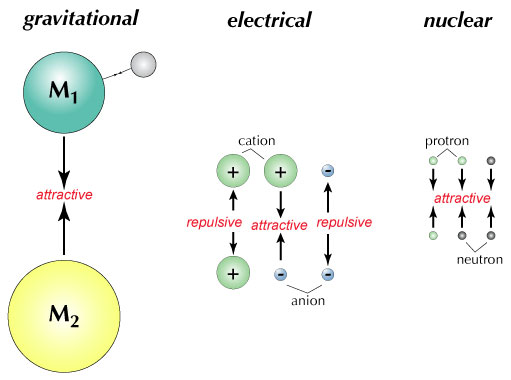 gravitational
electrical
nuclear
M1
attractive
M2
cation
+ + -
repulsive
attractive
repulsive
+ - -
anion
protron
attractive
neutron